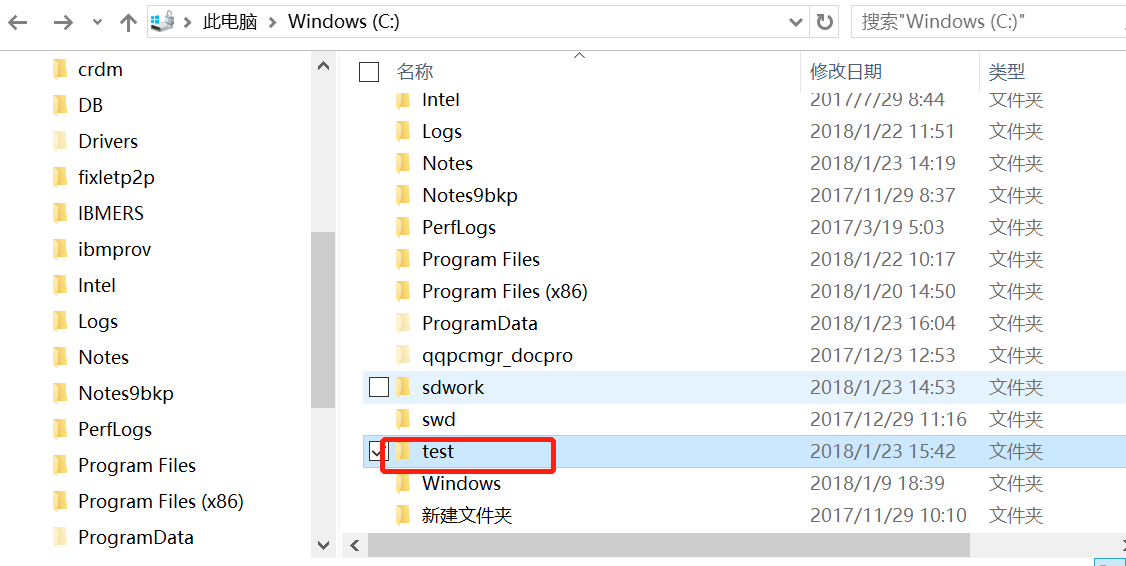 此电脑 > Windows (C:)
搜索"Windows (C:)"
crdm
DB
Drivers
fixletp2p
IBMERS
ibmprov
Intel
Logs
Notes
Notes9bkp
PerfLogs
Program Files
Program Files (x86)
ProgramData
名称 修改日期 类型
Intel 2017/7/29 8:44 文件夹
Logs 2018/1/22 11:51 文件夹
Notes 2018/1/23 14:19 文件夹
Notes9bkp 2017/11/29 8:37 文件夹
PerfLogs 2017/3/19 5:03 文件夹
Program Files 2018/1/22 10:17 文件夹
Program Files (x86) 2018/1/20 14:50 文件夹
ProgramData 2018/1/23 16:04 文件夹
qqpcmgr_docpro 2017/12/3 12:53 文件夹
sdwork 2018/1/23 14:53 文件夹
swd 2017/12/29 11:16 文件夹
test 2018/1/23 15:42 文件夹
Windows 2018/1/9 18:39 文件夹
新建文件夹 2017/11/29 10:10 文件夹